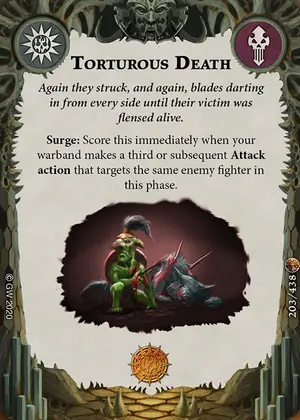 TORTUROUS DEATH
Again they struck, and again, blades darting
in from every side until their victim was
flensed alive.
Surge: Score this immediately when your
warband makes a third or subsequent Attack
action that targets the same enemy fighter in
this phase.
© GW 2020
203/438